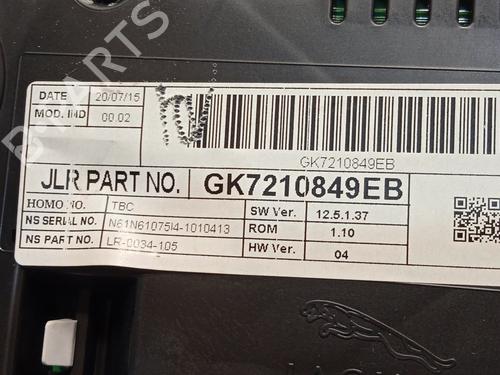 DATE 20/07/15
MOD. IND 00.02
GK7210849EB
JLR PART NO. GK7210849EB
HOMO NO. TBC SW Ver. 12.5.1.37
NS SERIAL NO. N61N61075I4-1010413 ROM 1.10
NS PART NO. LR-0034-105 HW Ver. 04
B-PARTS